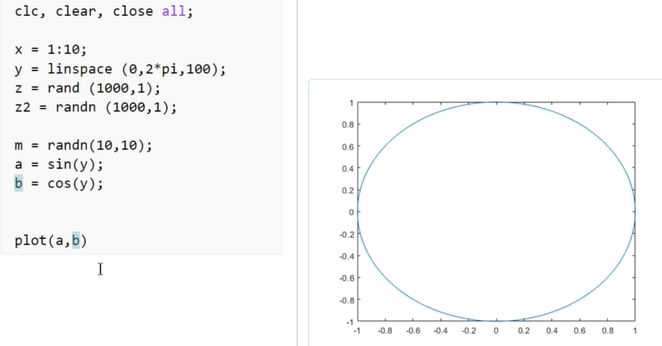 clc, clear, close all;
x = 1:10;
y = linspace (0,2*pi,100);
z = rand (1000,1);
z2 = randn (1000,1);
m = randn(10,10);
a = sin(y);
b = cos(y);
plot(a,b)
1
0.8
0.6
0.4
0.2
0
-0.2
-0.4
-0.6
-0.8
-1
-1 -0.8 -0.6 -0.4 -0.2 0 0.2 0.4 0.6 0.8 1